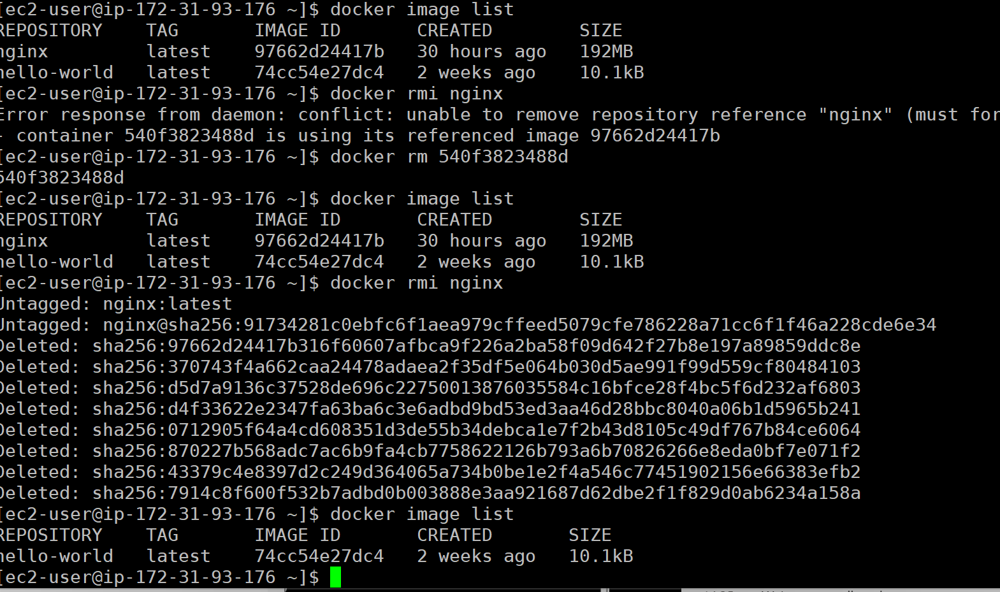 [ec2-user@ip-172-31-93-176 ~]$ docker image list
REPOSITORY TAG IMAGE ID CREATED SIZE
nginx latest 97662d24417b 30 hours ago 192MB
hello-world latest 74cc54e27dc4 2 weeks ago 10.1kB
[ec2-user@ip-172-31-93-176 ~]$ docker rmi nginx
Error response from daemon: conflict: unable to remove repository reference "nginx" (must for
- container 540f3823488d is using its referenced image 97662d24417b
[ec2-user@ip-172-31-93-176 ~]$ docker rm 540f3823488d
540f3823488d
[ec2-user@ip-172-31-93-176 ~]$ docker image list
REPOSITORY TAG IMAGE ID CREATED SIZE
nginx latest 97662d24417b 30 hours ago 192MB
hello-world latest 74cc54e27dc4 2 weeks ago 10.1kB
[ec2-user@ip-172-31-93-176 ~]$ docker rmi nginx
Untagged: nginx:latest
Untagged: nginx@sha256:91734281c0ebfc6f1aea979cffeed5079cfe786228a71cc6f1f46a228cde6e34
Deleted: sha256:97662d24417b316f60607afbca9f226a2ba58f09d642f27b8e197a89859ddc8e
Deleted: sha256:370743f4a662caa24478adaea2f35df5e064b030d5ae991f99d559cf80484103
Deleted: sha256:d5d7a9136c37528de696c22750013876035584c16bfce28f4bc5f6d232af6803
Deleted: sha256:d4f33622e2347fa63ba6c3e6adbd9bd53ed3aa46d28bbc8040a06b1d5965b241
Deleted: sha256:0712905f64a4cd608351d3de55b34debca1e7f2b43d8105c49df767b84ce6064
Deleted: sha256:870227b568adc7ac6b9fa4cb7758622126b793a6b70826266e8eda0bf7e071f2
Deleted: sha256:43379c4e8397d2c249d364065a734b0be1e2f4a546c77451902156e66383efb2
Deleted: sha256:7914c8f600f532b7adbd0b003888e3aa921687d62dbe2f1f829d0ab6234a158a
[ec2-user@ip-172-31-93-176 ~]$ docker image list
REPOSITORY TAG IMAGE ID CREATED SIZE
hello-world latest 74cc54e27dc4 2 weeks ago 10.1kB
[ec2-user@ip-172-31-93-176 ~]$